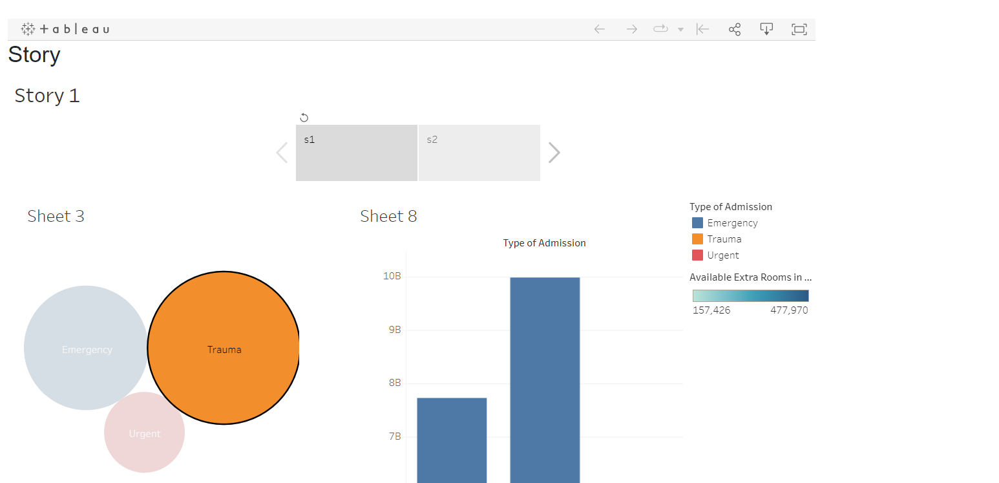 + a b l e a u
Story
Story 1
s1
s2
Sheet 3
Emergency
Trauma
Urgent
Sheet 8
Type of Admission
10B
9B
8B
7B
Type of Admission
Emergency
Trauma
Urgent
Available Extra Rooms in ...
157,426 477,970